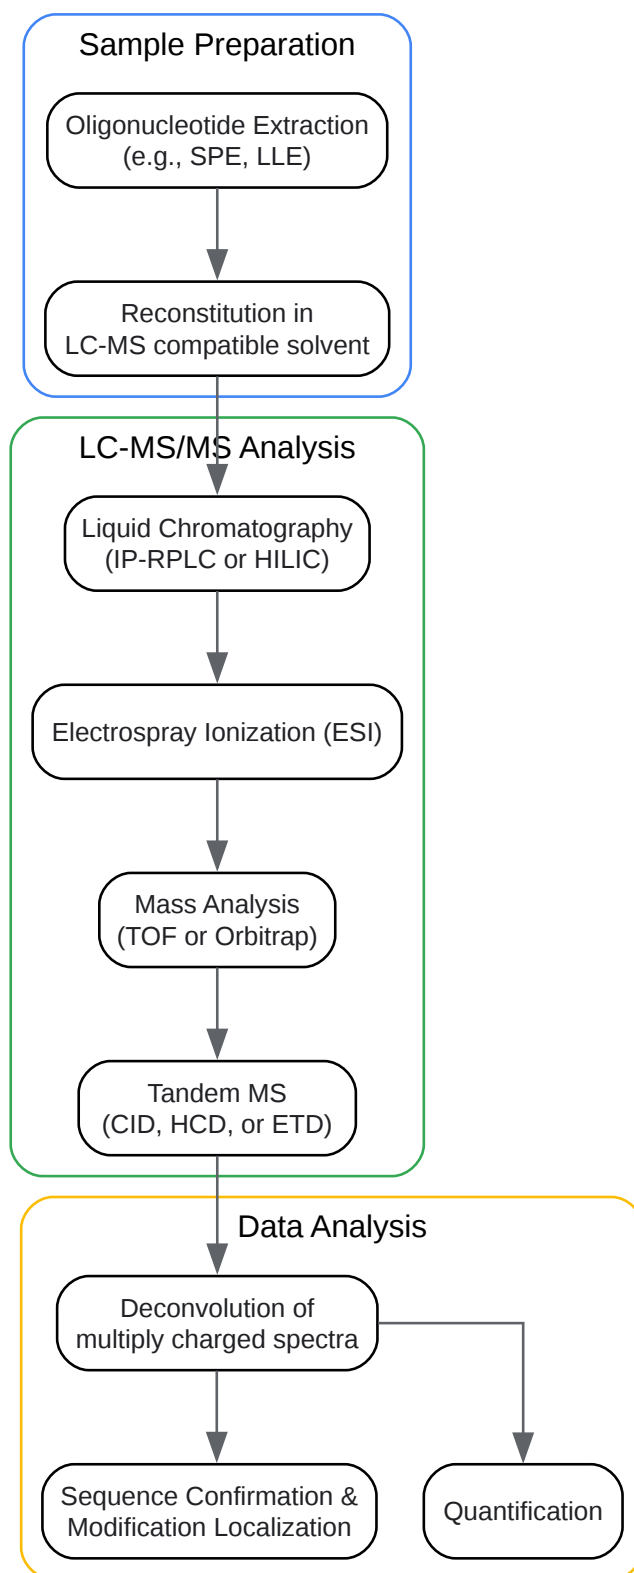 Sample Preparation
Oligonucleotide Extraction
(e.g., SPE, LLE)
Reconstitution in
LC-MS compatible solvent
LC-MS/MS Analysis
Liquid Chromatography
(IP-RPLC or HILIC)
Electrospray Ionization (ESI)
Mass Analysis
(TOF or Orbitrap)
Tandem MS
(CID, HCD, or ETD)
Data Analysis
Deconvolution of
multiply charged spectra
Sequence Confirmation &
Modification Localization
Quantification